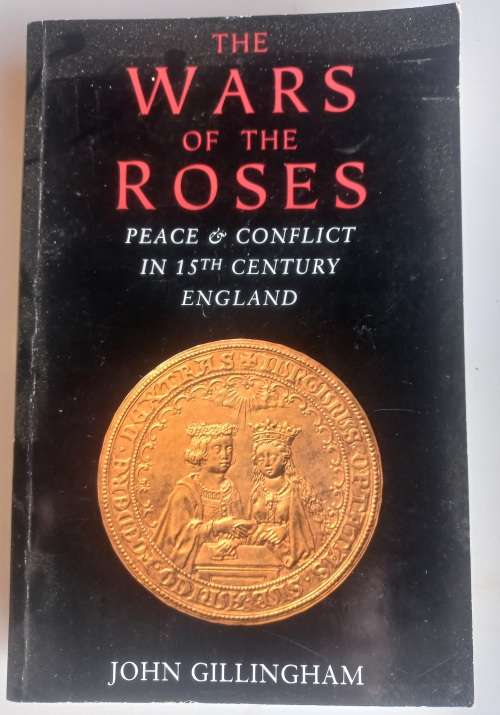 THE
WARS
OF THE
ROSES
PEACE & CONFLICT
IN 15TH CENTURY
ENGLAND
JOHN GILLINGHAM